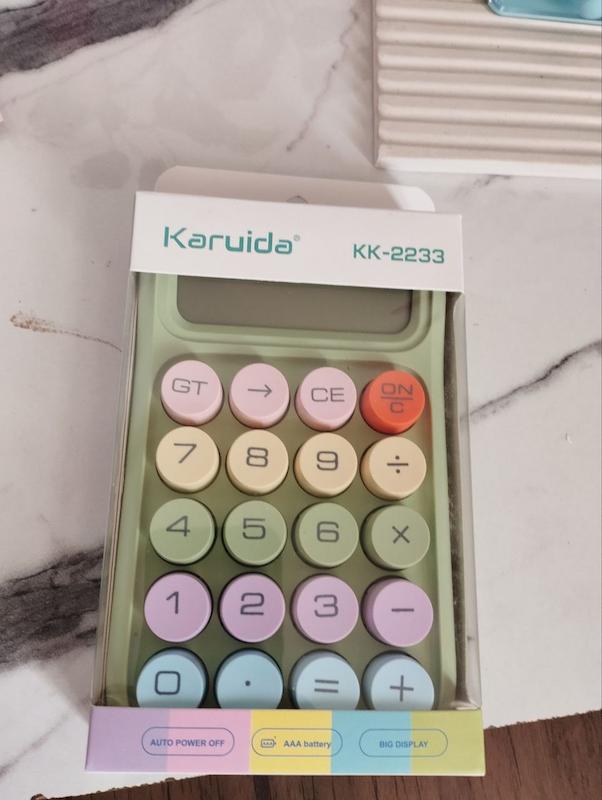 Karuida® KK-2233
GT → CE ON/C
7 8 9 ÷
4 5 6 ×
1 2 3 −
0 . = +
AUTO POWER OFF AAA AAA battery BIG DISPLAY